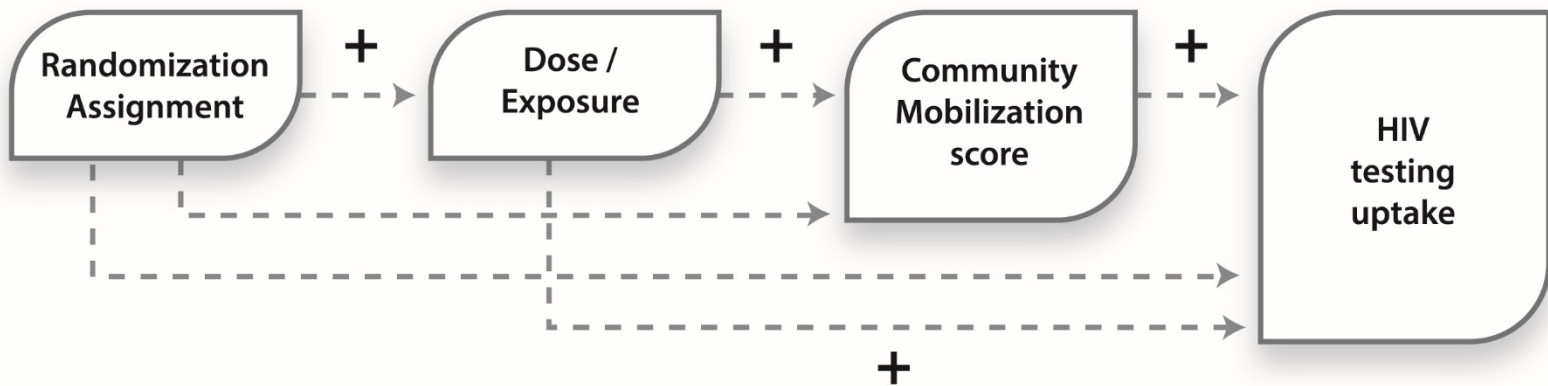 Randomization
Assignment
+
Dose /
Exposure
+
Community
Mobilization
score
+
HIV
testing
uptake
+